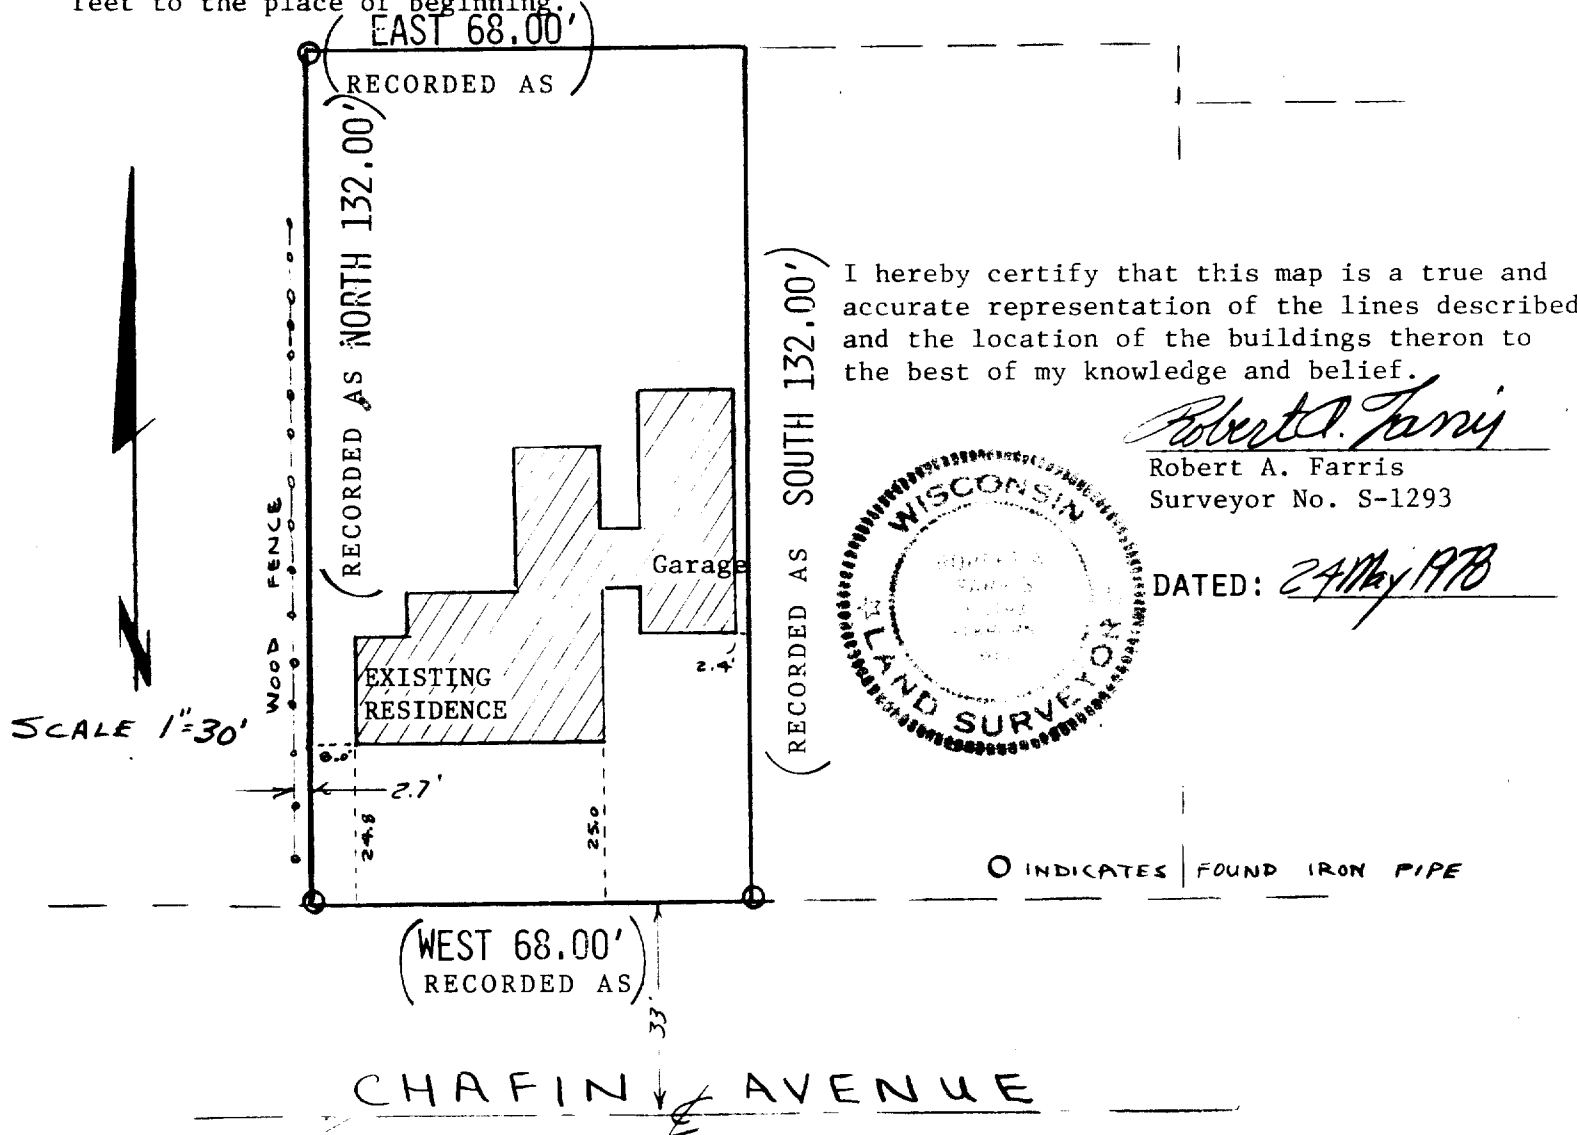 feet to the place of beginning.
(EAST 68.00'
RECORDED AS)
(RECORDED AS NORTH 132.00')
(RECORDED AS SOUTH 132.00')
I hereby certify that this map is a true and
accurate representation of the lines described
and the location of the buildings theron to
the best of my knowledge and belief.
Robert A. Farris
Robert A. Farris
Surveyor No. S-1293
DATED: 24 May 1978
WISCONSIN
LAND SURVEYOR
WOOD FENCE
Garage
2.4'
EXISTING
RESIDENCE
SCALE 1"=30'
2.7'
24.8
25.0
O INDICATES FOUND IRON PIPE
(WEST 68.00'
RECORDED AS)
33'
CHAFIN AVENUE